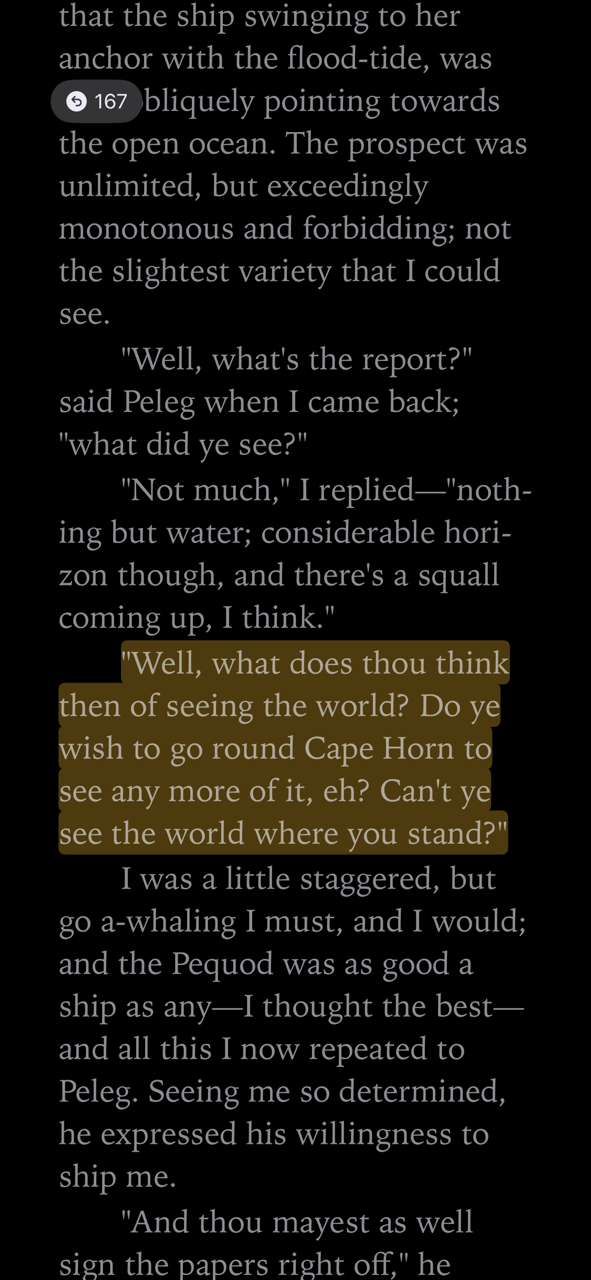 that the ship swinging to her
anchor with the flood-tide, was
167
bliquely pointing towards
the open ocean. The prospect was
unlimited, but exceedingly
monotonous and forbidding; not
the slightest variety that I could
see.
"Well, what's the report?"
said Peleg when I came back;
"what did ye see?"
"Not much," I replied—"noth-
ing but water; considerable hori-
zon though, and there's a squall
coming up, I think."
"Well, what does thou think
then of seeing the world? Do ye
wish to go round Cape Horn to
see any more of it, eh? Can't ye
see the world where you stand?"
I was a little staggered, but
go a-whaling I must, and I would;
and the Pequod was as good a
ship as any—I thought the best—
and all this I now repeated to
Peleg. Seeing me so determined,
he expressed his willingness to
ship me.
"And thou mayest as well
sign the papers right off," he